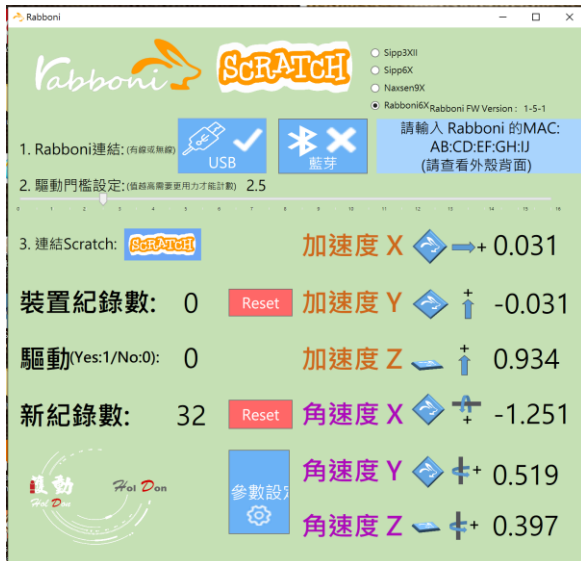 Rabboni
rabboni
SCRATCH
Sipp3XII
Sipp6X
Naxsen9X
Rabboni6X
Rabboni FW Version : 1-5-1
1. Rabboni連結:(有線或無線)
USB
藍芽
請輸入 Rabboni 的MAC:
AB:CD:EF:GH:IJ
(請查看外殼背面)
2. 驅動門檻設定:(值越高需要更用力才能計數) 2.5
0 1 2 3 4 5 6 7 8 9 10 11 12 13 14 15 16
3. 連結Scratch: SCRATCH
加速度 X + 0.031
裝置紀錄數: 0 Reset
加速度 Y + -0.031
驅動(Yes:1/No:0): 0
加速度 Z + 0.934
新紀錄數: 32 Reset
角速度 X + -1.251
Hol Don
Hol Don
參數設
角速度 Y + 0.519
角速度 Z + 0.397